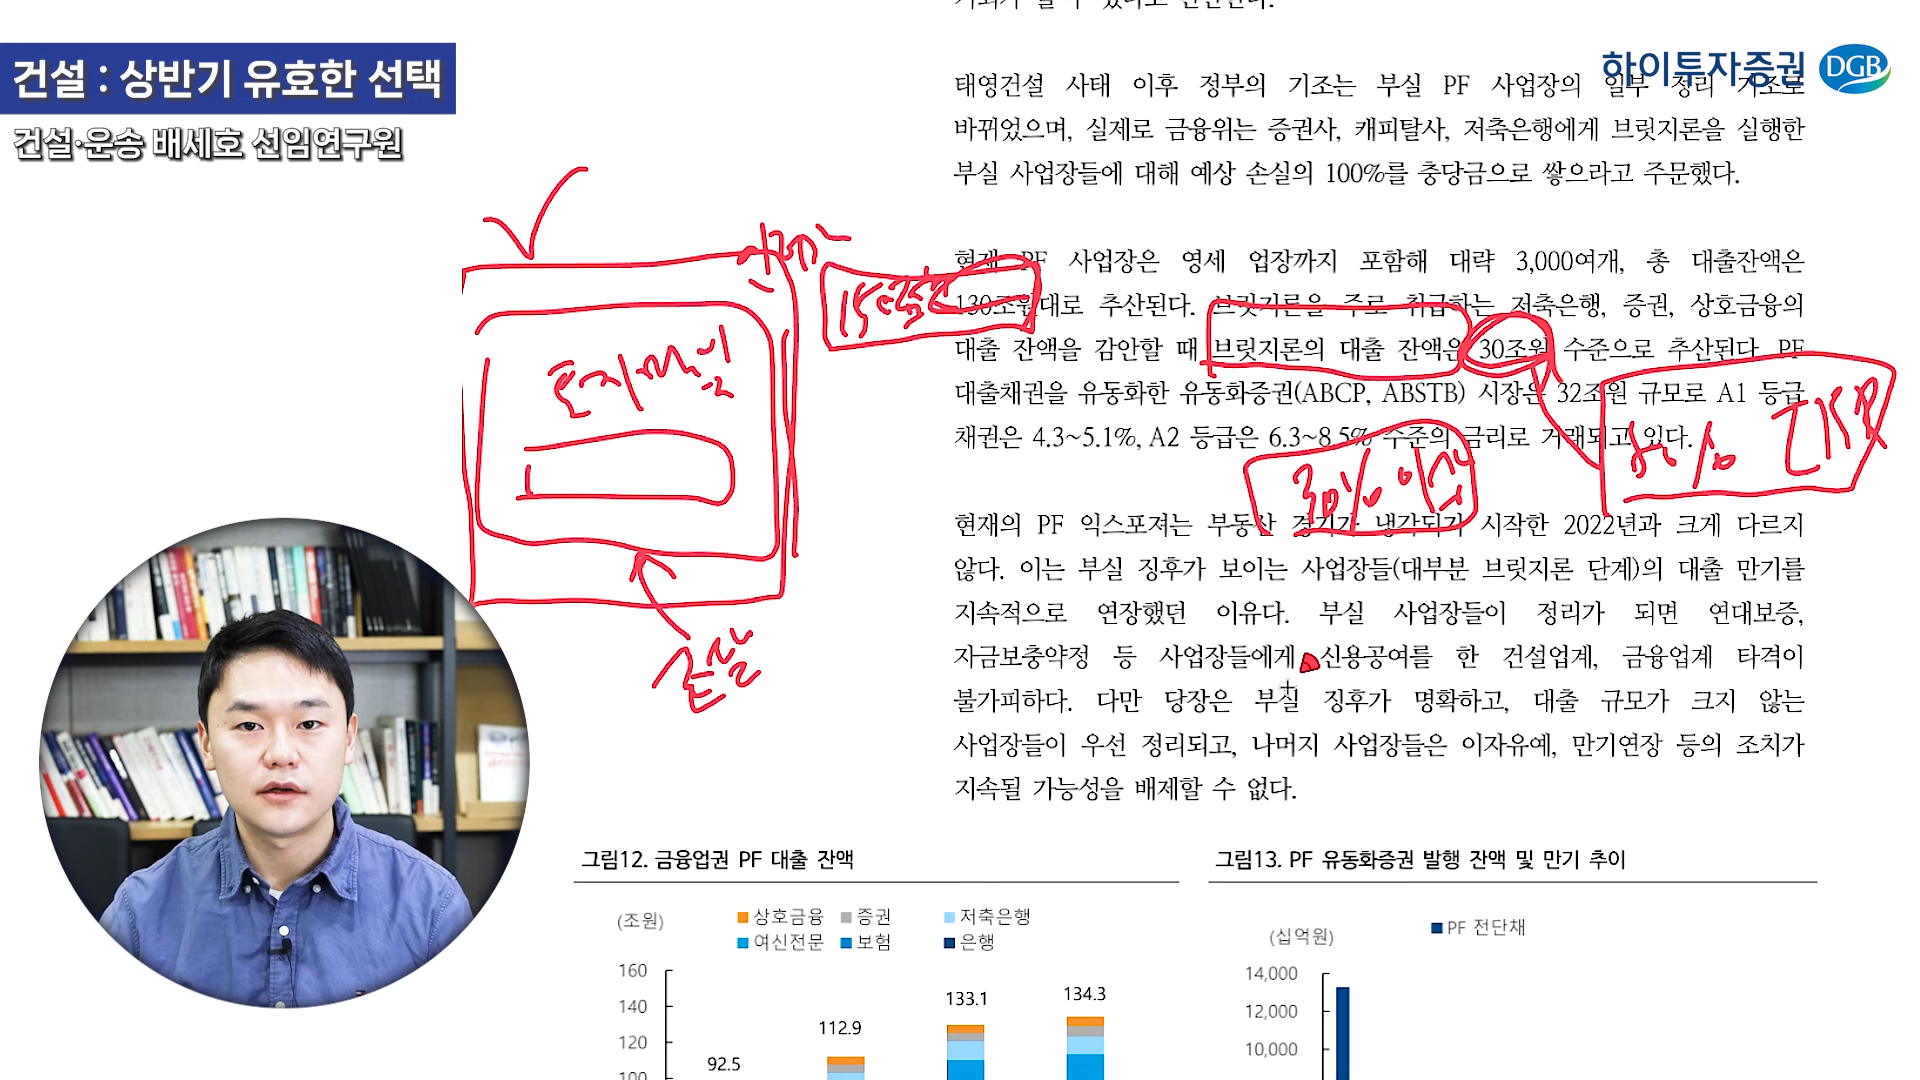 건설 : 상반기 유효한 선택
건설·운송 배세호 선임연구원
하이투자증권 DGB
태영건설 사태 이후 정부의 기조는 부실 PF 사업장의 일부 정리 기조로
바뀌었으며, 실제로 금융위는 증권사, 캐피탈사, 저축은행에게 브릿지론을 실행한
부실 사업장들에 대해 예상 손실의 100%를 충당금으로 쌓으라고 주문했다.
현재 PF 사업장은 영세 업장까지 포함해 대략 3,000여개, 총 대출잔액은
130조원대로 추산된다. 브릿지론을 주로 취급하는 저축은행, 증권, 상호금융의
대출 잔액을 감안할 때 브릿지론의 대출 잔액은 30조원 수준으로 추산된다. PF
대출채권을 유동화한 유동화증권(ABCP, ABSTB) 시장은 32조원 규모로 A1 등급
채권은 4.3~5.1%, A2 등급은 6.3~8.5% 수준의 금리로 거래되고 있다.
30% 이상
현재의 PF 익스포져는 부동산 경기가 냉각되기 시작한 2022년과 크게 다르지
않다. 이는 부실 징후가 보이는 사업장들(대부분 브릿지론 단계)의 대출 만기를
지속적으로 연장했던 이유다. 부실 사업장들이 정리가 되면 연대보증,
자금보충약정 등 사업장들에게 신용공여를 한 건설업계, 금융업계 타격이
불가피하다. 다만 당장은 부실 징후가 명확하고, 대출 규모가 크지 않는
사업장들이 우선 정리되고, 나머지 사업장들은 이자유예, 만기연장 등의 조치가
지속될 가능성을 배제할 수 없다.
토지매입
그림12. 금융업권 PF 대출 잔액
(조원)
상호금융 증권 저축은행
여신전문 보험 은행
160
140
120
100
92.5
112.9
133.1
134.3
그림13. PF 유동화증권 발행 잔액 및 만기 추이
(십억원)
PF 전단채
14,000
12,000
10,000